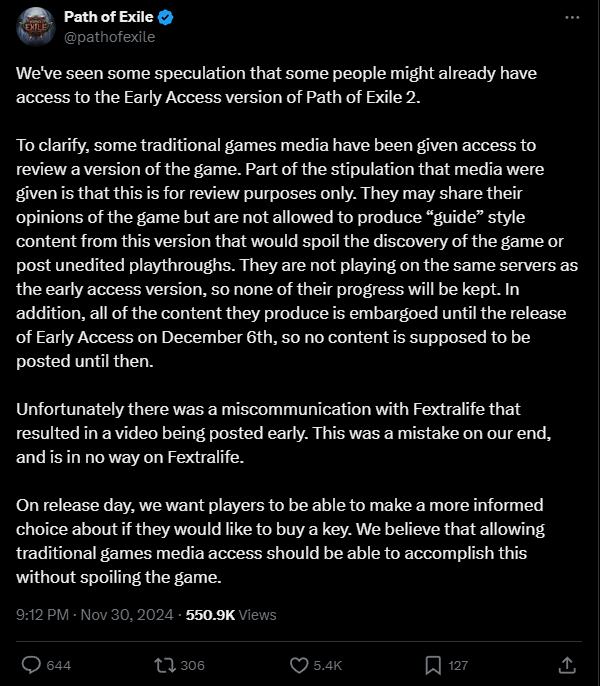 Path of Exile
@pathofexile
We've seen some speculation that some people might already have
access to the Early Access version of Path of Exile 2.
To clarify, some traditional games media have been given access to
review a version of the game. Part of the stipulation that media were
given is that this is for review purposes only. They may share their
opinions of the game but are not allowed to produce “guide” style
content from this version that would spoil the discovery of the game or
post unedited playthroughs. They are not playing on the same servers as
the early access version, so none of their progress will be kept. In
addition, all of the content they produce is embargoed until the release
of Early Access on December 6th, so no content is supposed to be
posted until then.
Unfortunately there was a miscommunication with Fextralife that
resulted in a video being posted early. This was a mistake on our end,
and is in no way on Fextralife.
On release day, we want players to be able to make a more informed
choice about if they would like to buy a key. We believe that allowing
traditional games media access should be able to accomplish this
without spoiling the game.
9:12 PM · Nov 30, 2024 · 550.9K Views
644 306 5.4K 127